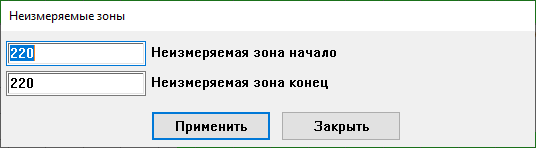 Неизмеряемые зоны
220 Неизмеряемая зона начало
220 Неизмеряемая зона конец
Применить Закрыть